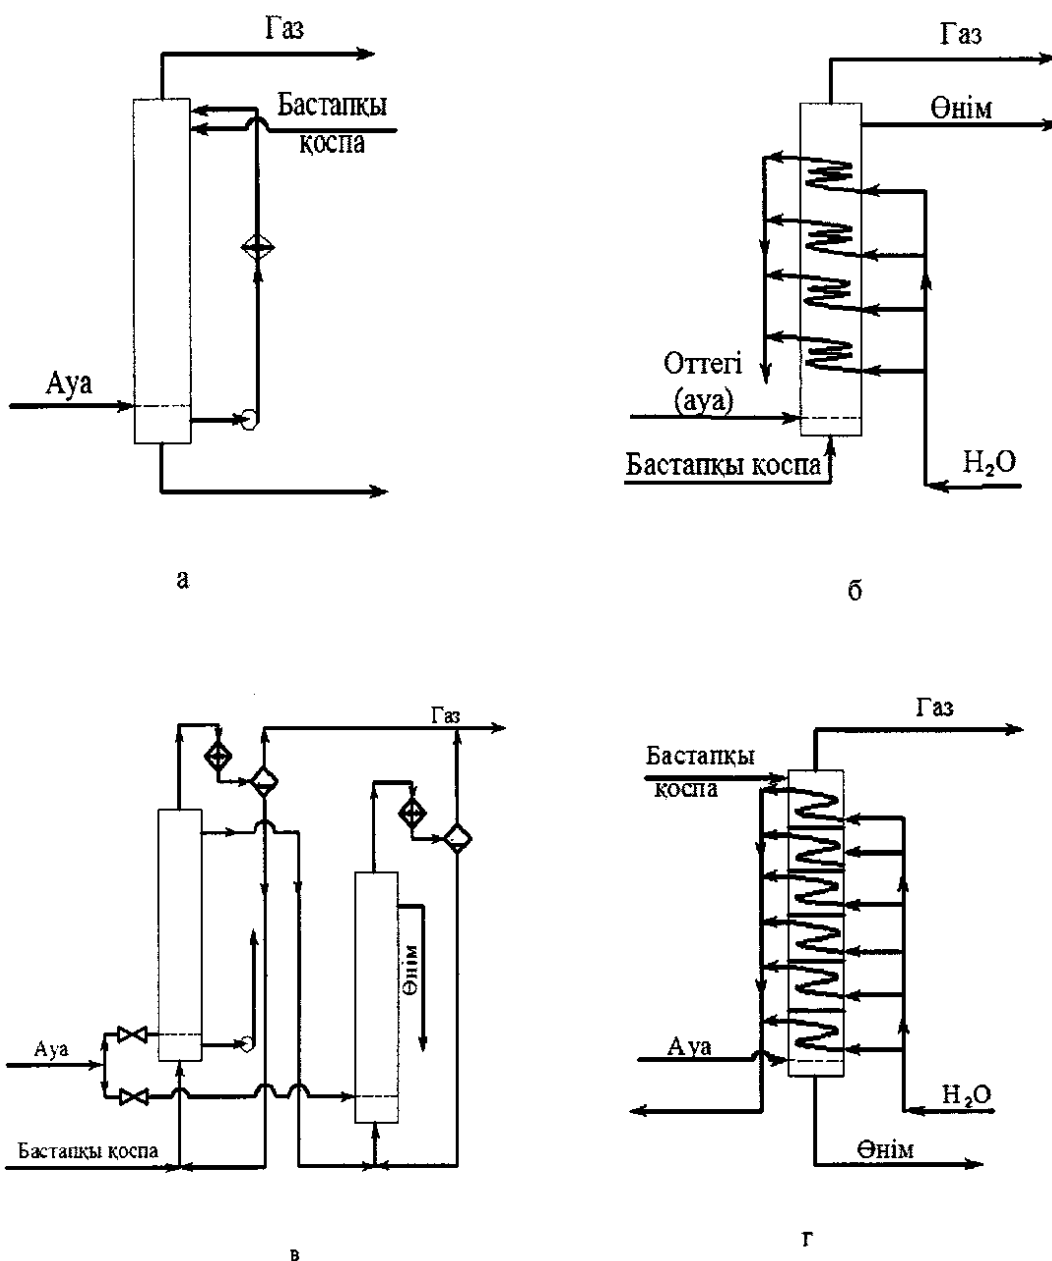 Газ
Бастапқы
қоспа
Ауа
а
Газ
Өнім
Оттегі
(ауа)
Бастапқы қоспа
H₂O
б
Газ
Өнім
Ауа
Бастапқы қоспа
в
Газ
Бастапқы
қоспа
Ауа
H₂O
Өнім
г